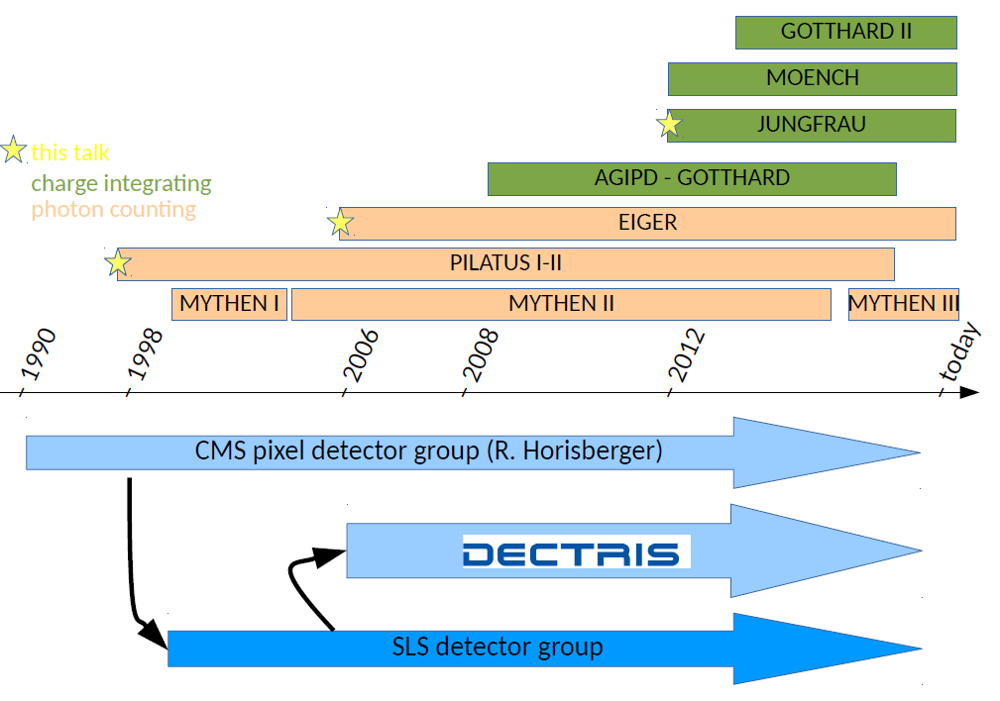 GOTTHARD II
MOENCH
JUNGFRAU
this talk
charge integrating
photon counting
AGIPD - GOTTHARD
EIGER
PILATUS I-II
MYTHEN I
MYTHEN II
MYTHEN III
1990
1998
2006
2008
2012
today
CMS pixel detector group (R. Horisberger)
DECTRIS
SLS detector group